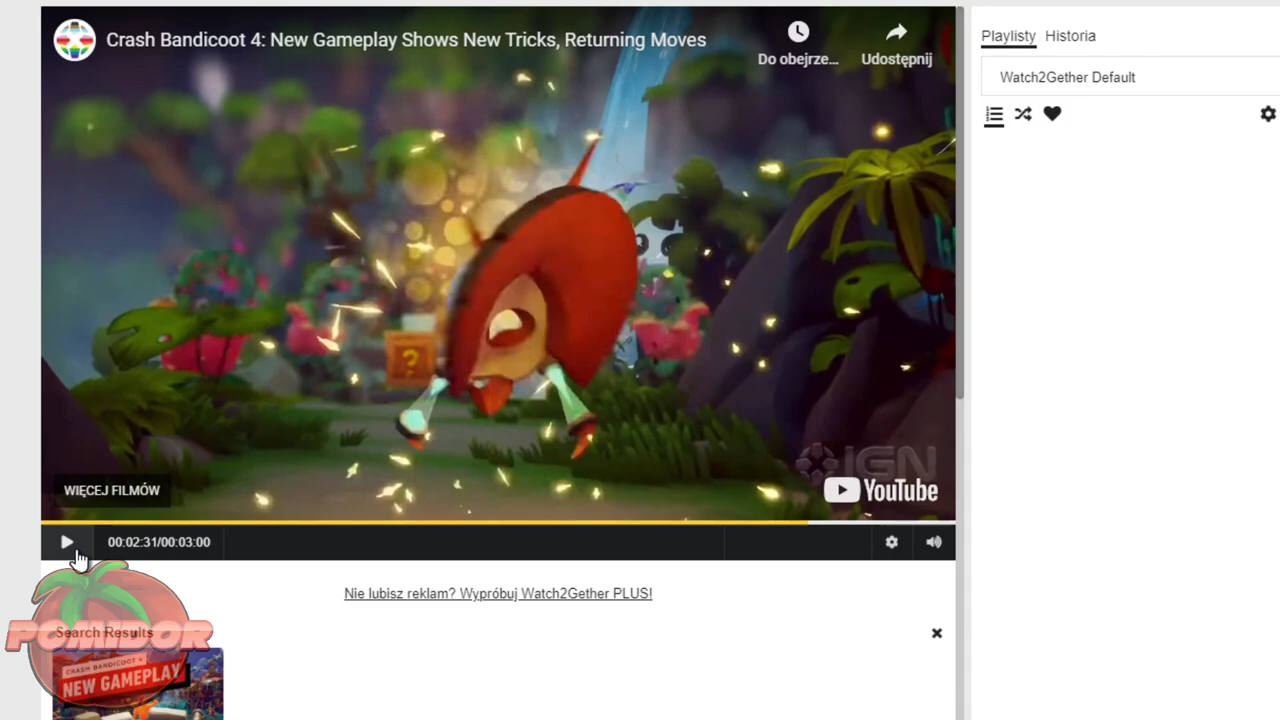 Crash Bandicoot 4: New Gameplay Shows New Tricks, Returning Moves
Do obejrze...
Udostępnij
?
IGN
YouTube
WIĘCEJ FILMÓW
00:02:31/00:03:00
Nie lubisz reklam? Wypróbuj Watch2Gether PLUS!
Search Results
POMIDOR
CRASH BANDICOOT 4
NEW GAMEPLAY
Playlisty Historia
Watch2Gether Default